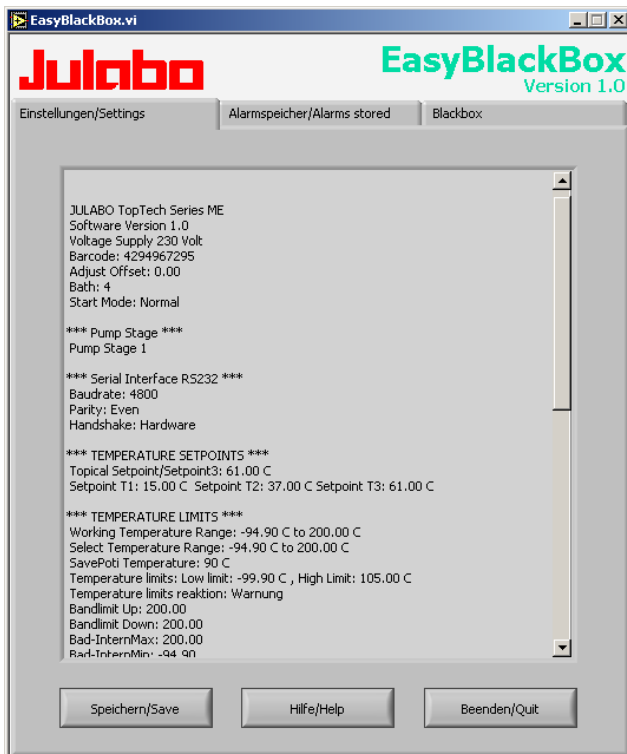 EasyBlackBox.vi
Julabo
EasyBlackBox
Version 1.0
Einstellungen/Settings
Alarmspeicher/Alarms stored
Blackbox
JULABO TopTech Series ME
Software Version 1.0
Voltage Supply 230 Volt
Barcode: 4294967295
Adjust Offset: 0.00
Bath: 4
Start Mode: Normal
*** Pump Stage ***
Pump Stage 1
*** Serial Interface RS232 ***
Baudrate: 4800
Parity: Even
Handshake: Hardware
*** TEMPERATURE SETPOINTS ***
Topical Setpoint/Setpoint3: 61.00 C
Setpoint T1: 15.00 C  Setpoint T2: 37.00 C Setpoint T3: 61.00 C
*** TEMPERATURE LIMITS ***
Working Temperature Range: -94.90 C to 200.00 C
Select Temperature Range: -94.90 C to 200.00 C
SavePoti Temperature: 90 C
Temperature limits: Low limit: -99.90 C , High Limit: 105.00 C
Temperature limits reaktion: Warnung
Bandlimit Up: 200.00
Bandlimit Down: 200.00
Bad-InternMax: 200.00
Bad-InternMin: -94.90
Speichern/Save
Hilfe/Help
Beenden/Quit